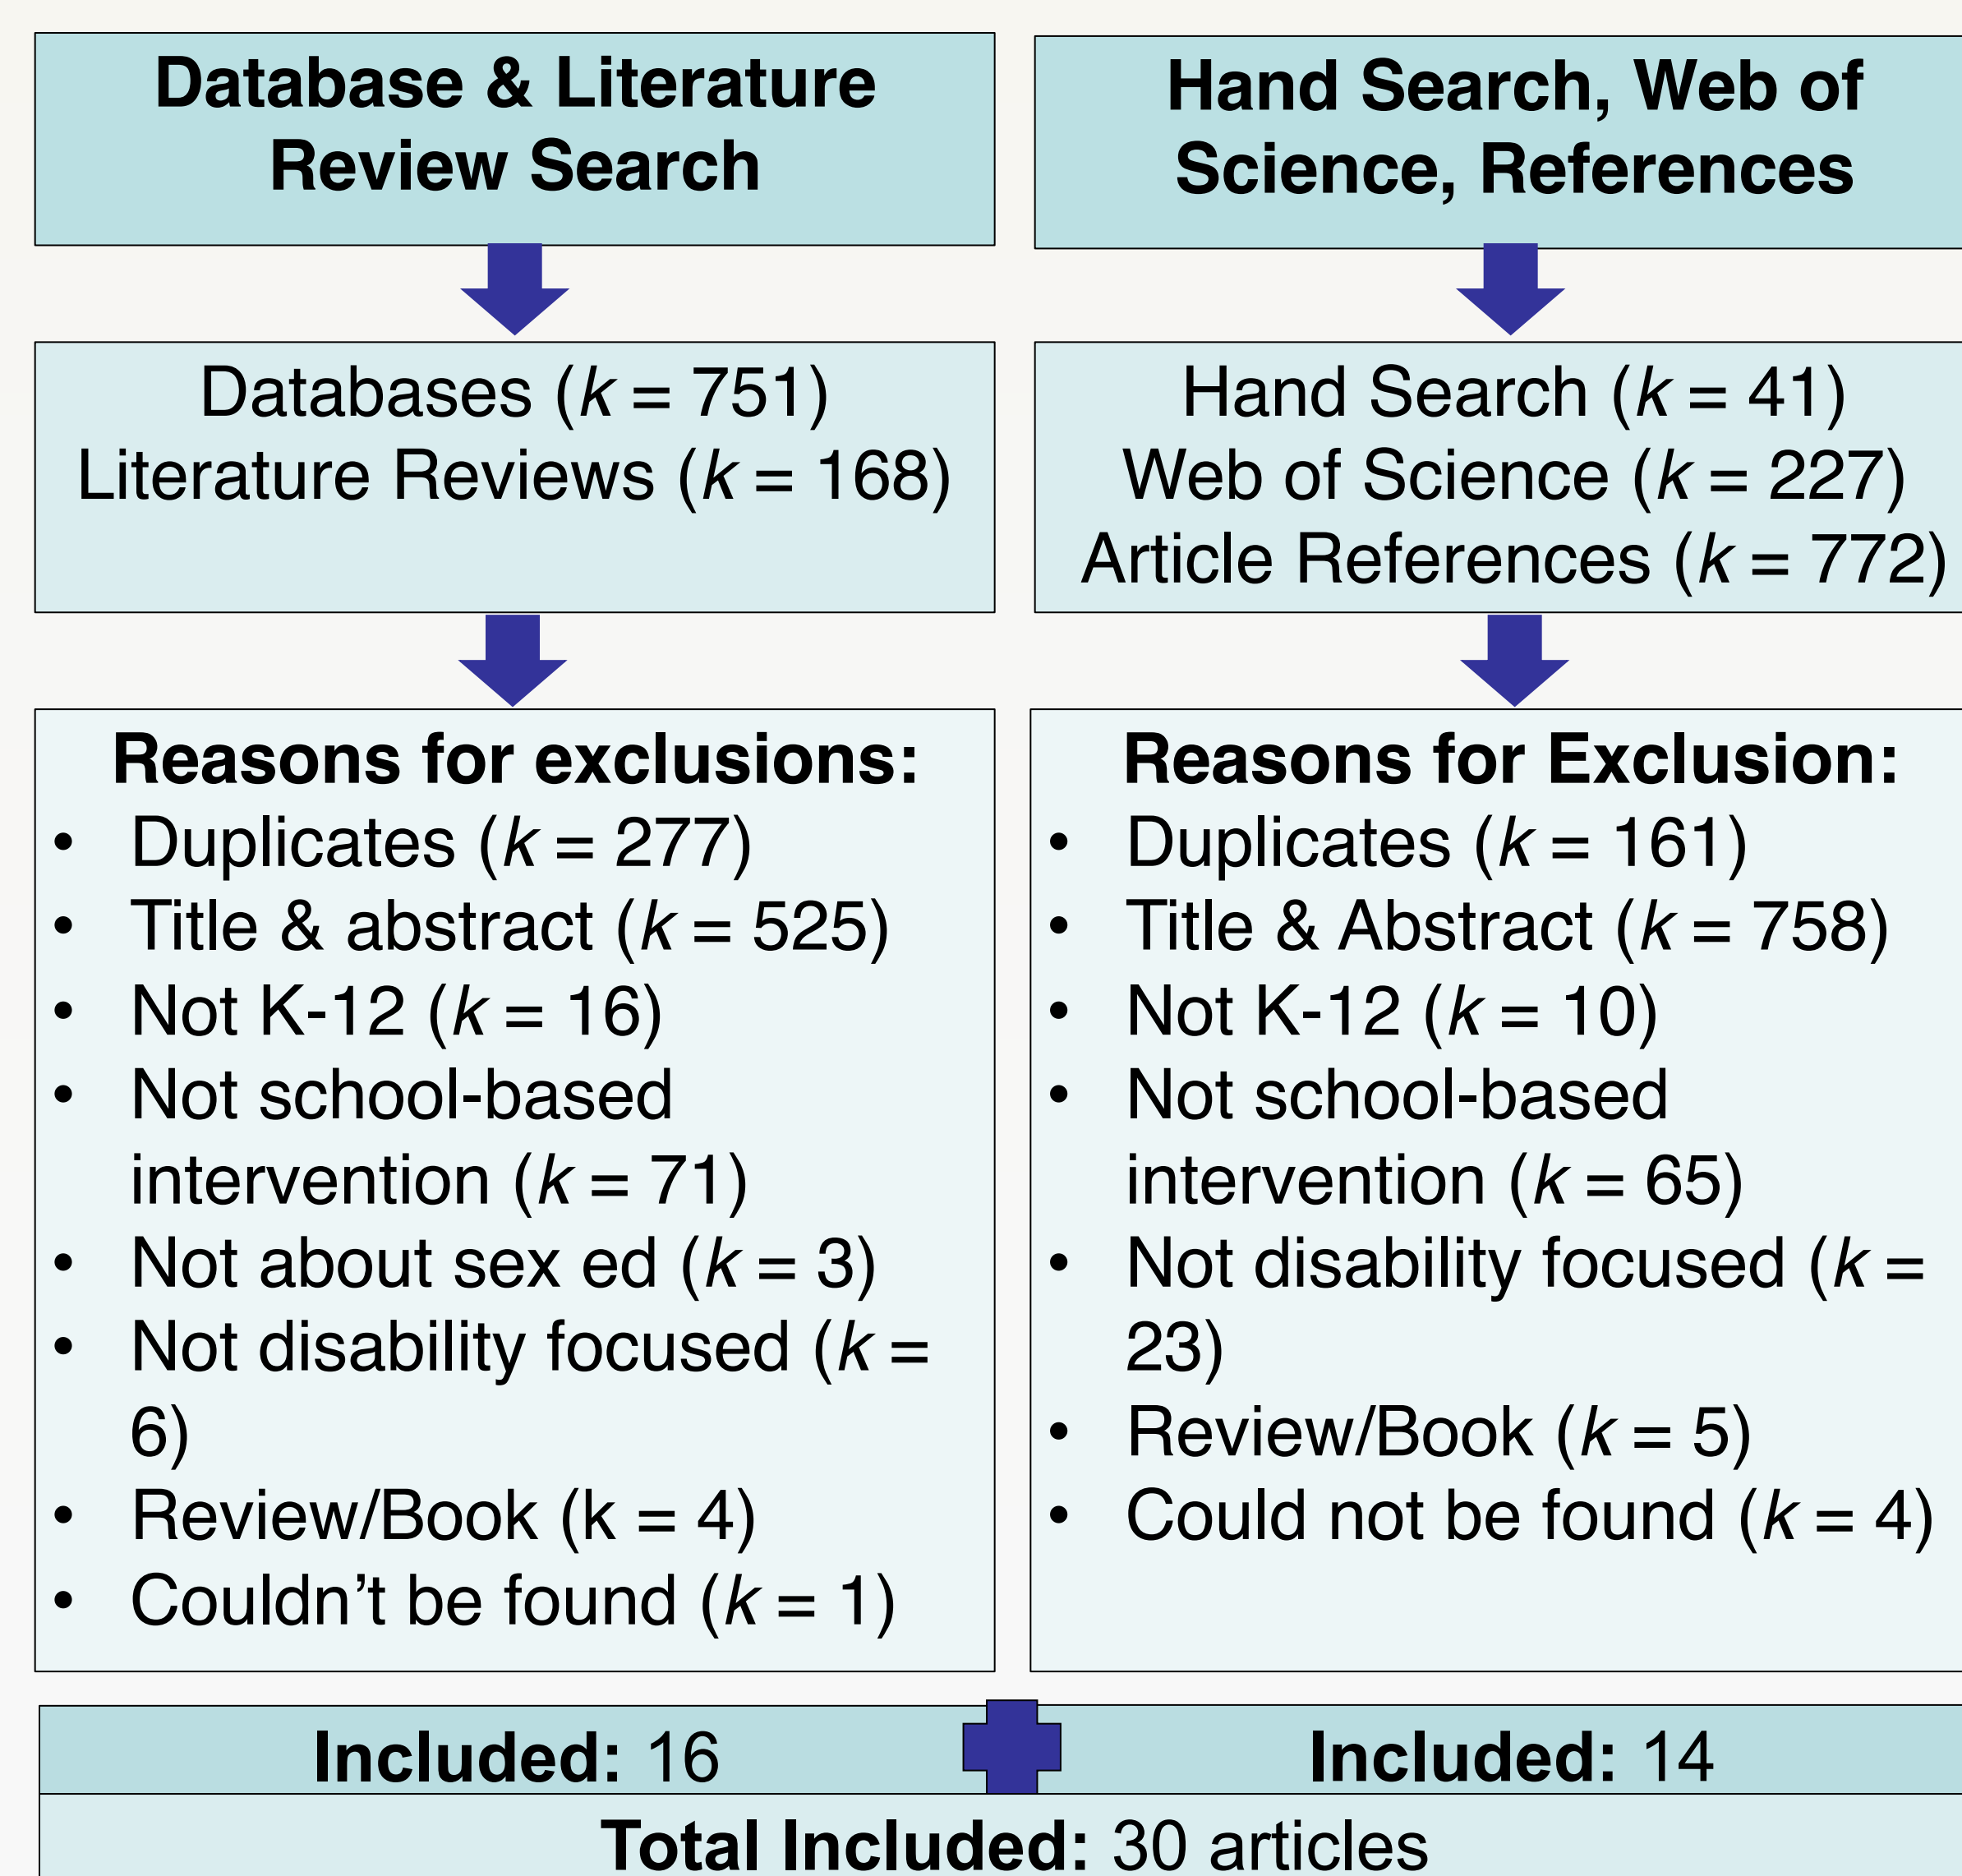 Database & Literature
Review Search
Databases (k = 751)
Literature Reviews (k = 168)
Reasons for exclusions:
• Duplicates (k = 277)
• Title & abstract (k = 525)
• Not K-12 (k = 16)
• Not school-based
intervention (k = 71)
• Not about sex ed (k = 3)
• Not disability focused (k =
6)
• Review/Book (k = 4)
• Couldn’t be found (k = 1)
Included: 16
Hand Search, Web of
Science, References
Hand Search (k = 41)
Web of Science (k = 227)
Article References (k = 772)
Reasons for Exclusion:
• Duplicates (k = 161)
• Title & Abstract (k = 758)
• Not K-12 (k = 10)
• Not school-based
intervention (k = 65)
• Not disability focused (k =
23)
• Review/Book (k = 5)
• Could not be found (k = 4)
Included: 14
Total Included: 30 articles